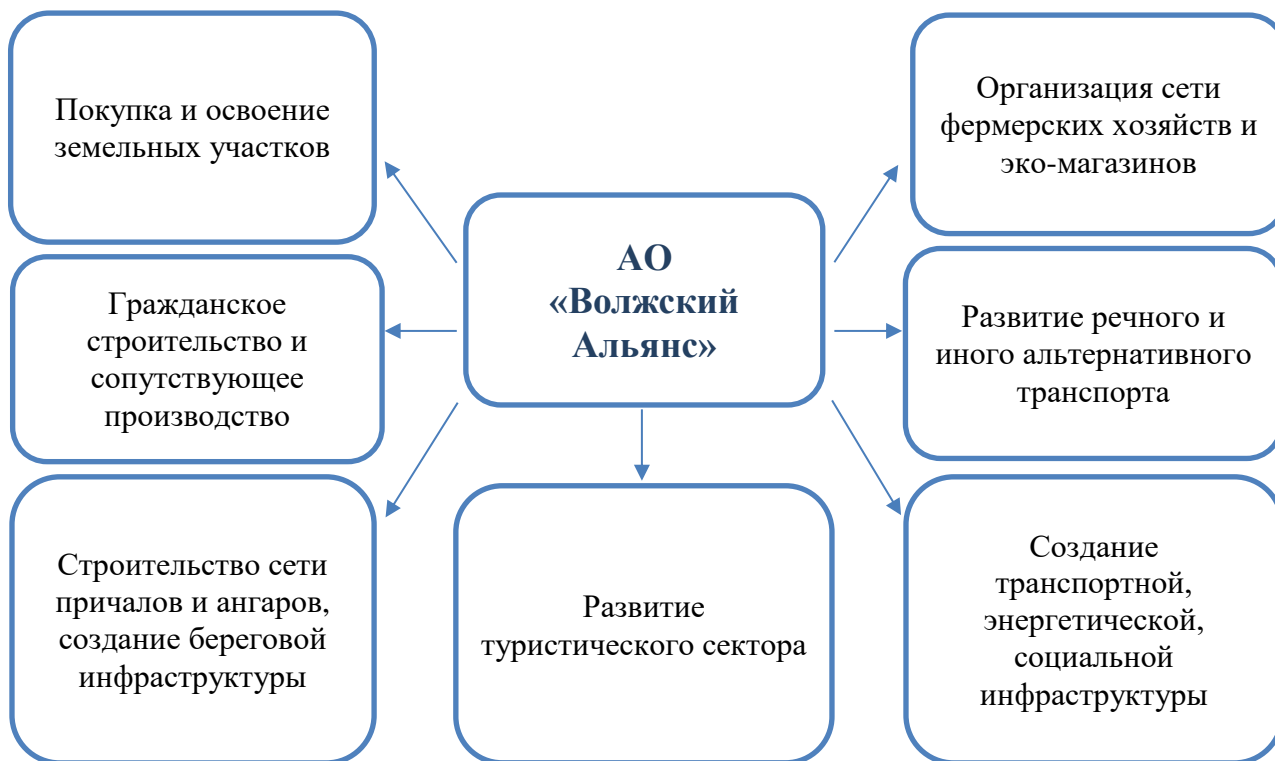 Покупка и освоение
земельных участков
Организация сети
фермерских хозяйств и
эко-магазинов
АО
«Волжский
Альянс»
Гражданское
строительство и
сопутствующее
производство
Развитие речного и
иного альтернативного
транспорта
Строительство сети
причалов и ангаров,
создание береговой
инфраструктуры
Развитие
туристического сектора
Создание
транспортной,
энергетической,
социальной
инфраструктуры